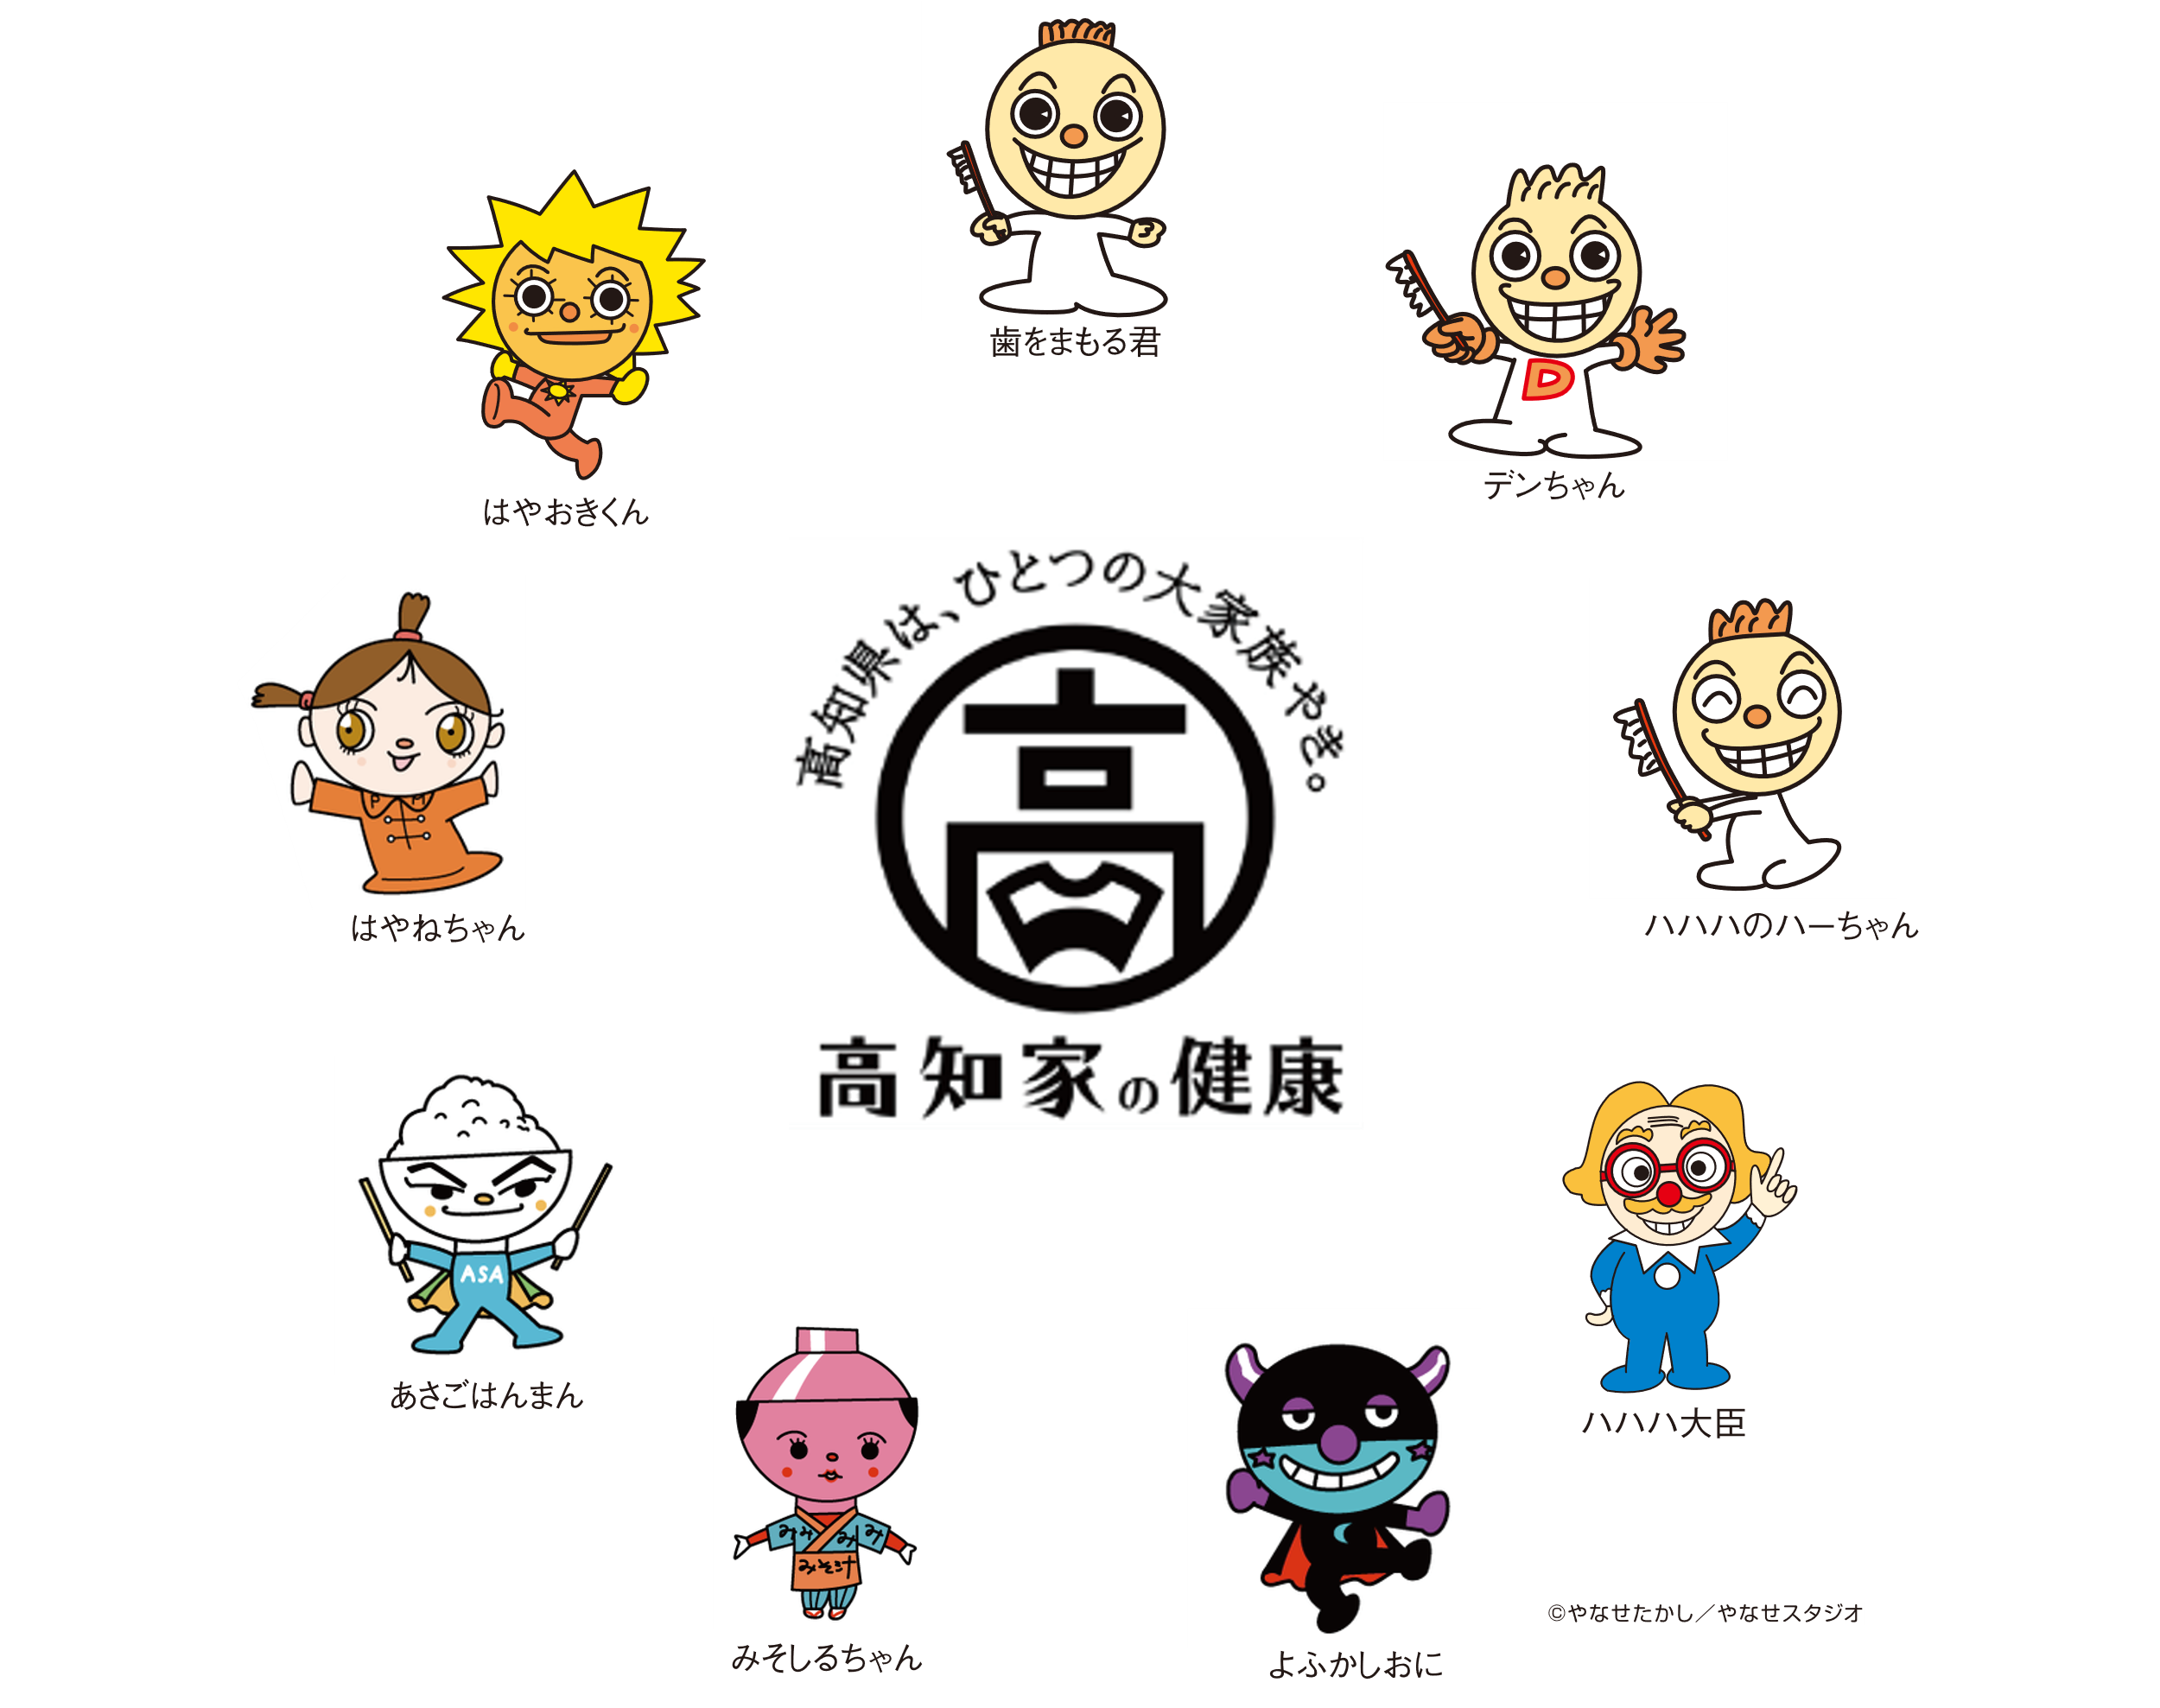 歯をまもる君
デンちゃん
はやおきくん
高知県は、ひとつの大家族やき。
高
D
P M
はやねちゃん
ハハハのハーちゃん
高知家の健康
ASA
あさごはんまん
ハハハ大臣
みみみみ
みそ汁
みそしるちゃん
よふかしおに
©やなせたかし／やなせスタジオ